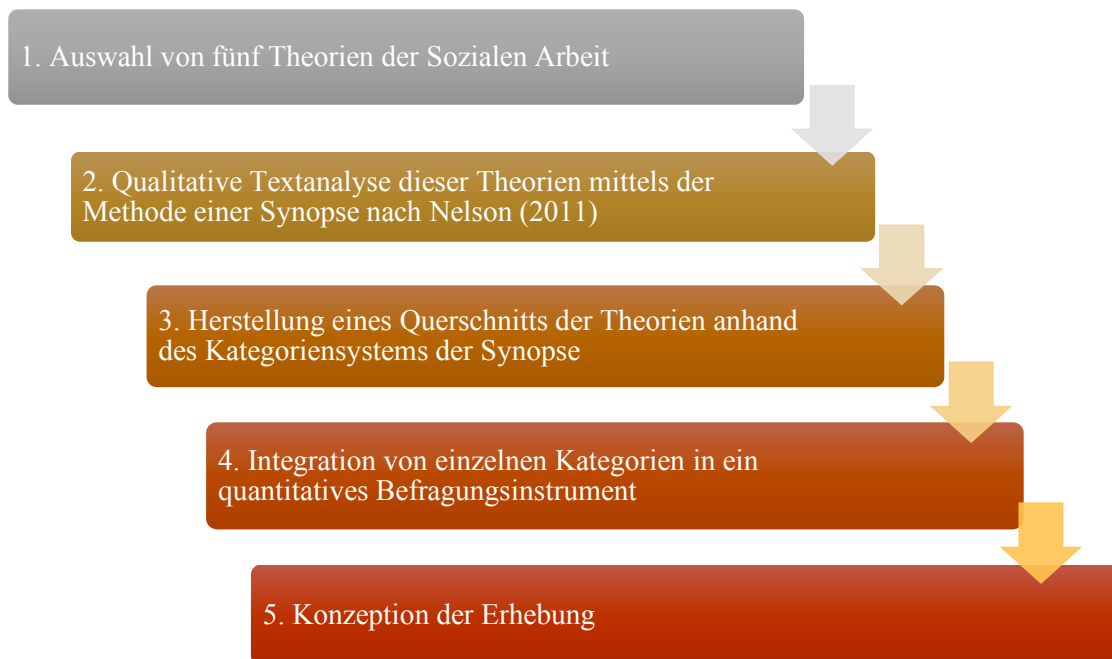 1. Auswahl von fünf Theorien der Sozialen Arbeit
2. Qualitative Textanalyse dieser Theorien mittels der
Methode einer Synopse nach Nelson (2011)
3. Herstellung eines Querschnitts der Theorien anhand
des Kategoriensystems der Synopse
4. Integration von einzelnen Kategorien in ein
quantitatives Befragungsinstrument
5. Konzeption der Erhebung